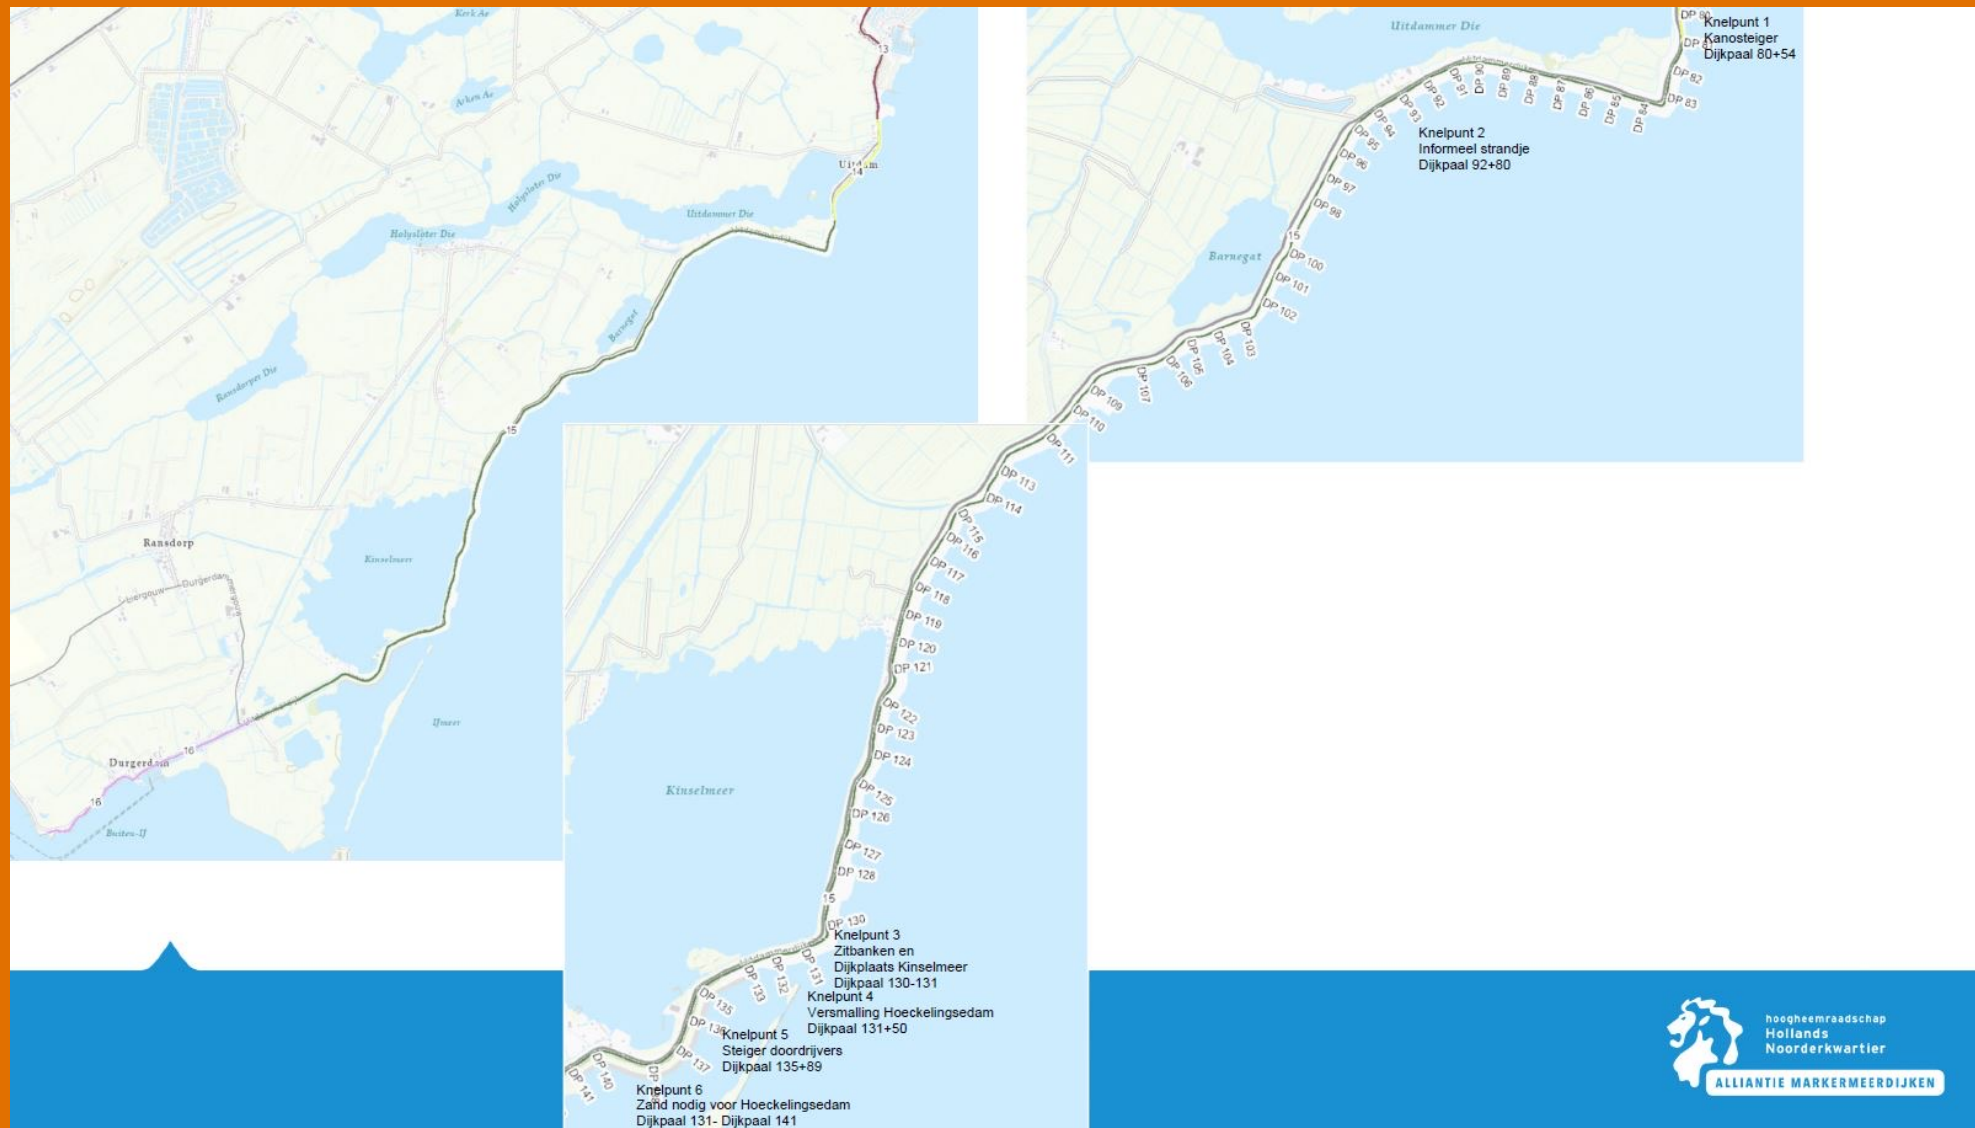 Kerk Ae
13
Arken Ae
Uitdam
14
Holysloter Die
Uitdammer Die
Holysloter Die
Barnegat
Ransdorper Die
15
Ransdorp
Kinselmeer
Durgerdammergouw
IJmeer
16
Durgerdam
16
Buiten-IJ
Uitdammer Die
DP 80
Knelpunt 1
Kanosteiger
Dijkpaal 80+54
DP 81
DP 82
DP 83
DP 84
DP 85
DP 86
DP 87
DP 88
DP 89
DP 90
DP 91
DP 92
DP 93
DP 94
DP 95
DP 96
DP 97
DP 98
Knelpunt 2
Informeel strandje
Dijkpaal 92+80
15
Barnegat
DP 100
DP 101
DP 102
DP 103
DP 104
DP 105
DP 106
DP 107
DP 109
DP 110
DP 111
DP 113
DP 114
DP 115
DP 116
DP 117
DP 118
DP 119
DP 120
DP 121
DP 122
DP 123
DP 124
DP 125
DP 126
DP 127
DP 128
Kinselmeer
15
DP 130
Knelpunt 3
Zitbanken en
Dijkplaats Kinselmeer
Dijkpaal 130-131
DP 131
DP 132
DP 133
Knelpunt 4
Versmalling Hoeckelingsedam
Dijkpaal 131+50
DP 135
DP 136
DP 137
Knelpunt 5
Steiger doordrijvers
Dijkpaal 135+89
DP 140
DP 141
Knelpunt 6
Zand nodig voor Hoeckelingsedam
Dijkpaal 131- Dijkpaal 141
hoogheemraadschap
Hollands
Noorderkwartier
ALLIANTIE MARKERMEERDIJKEN